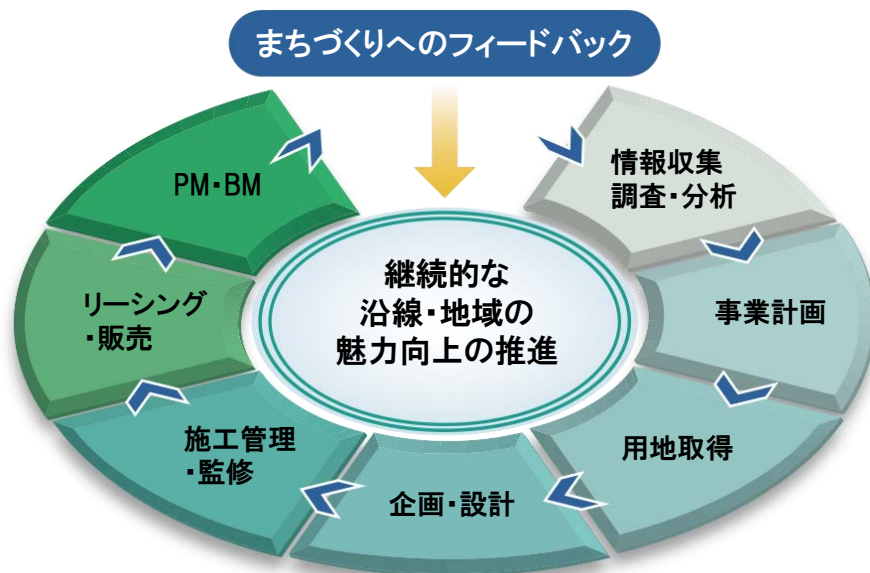 まちづくりへのフィードバック
情報収集
調査・分析
事業計画
用地取得
企画・設計
施工管理
・監修
リーシング
・販売
PM・BM
継続的な
沿線・地域の
魅力向上の推進